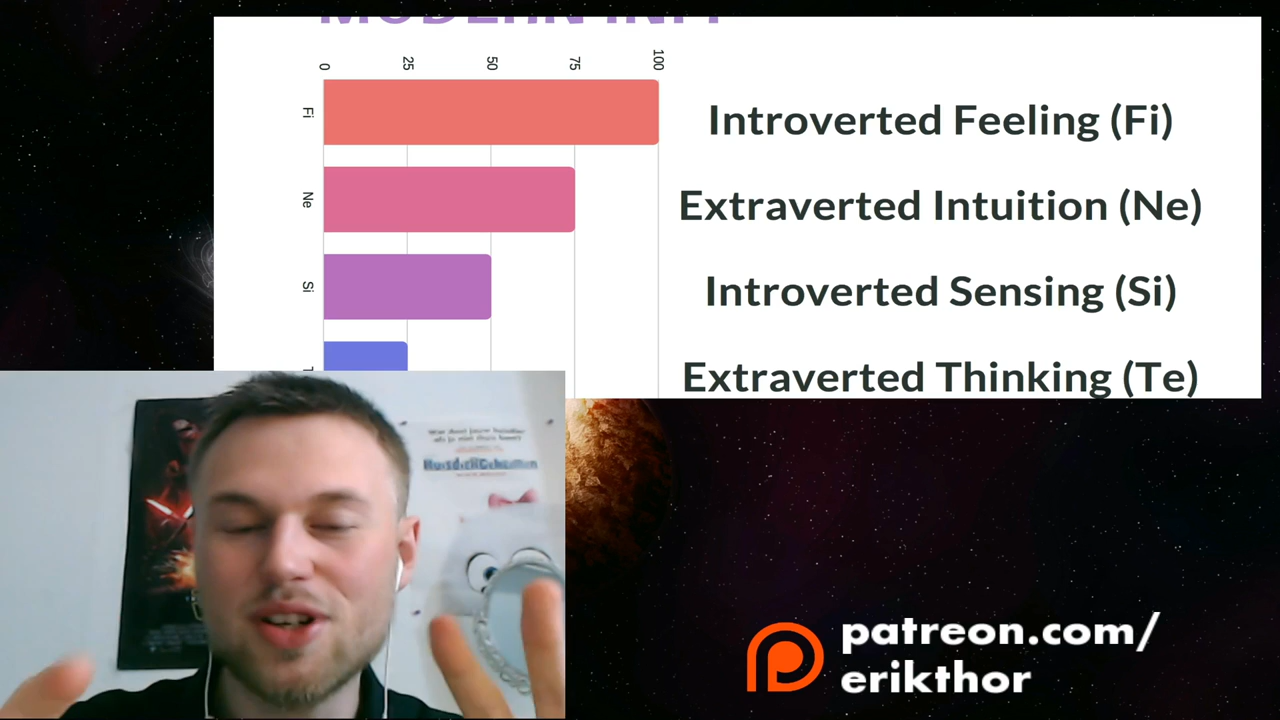 0 25 50 75 100
Fi
Introverted Feeling (Fi)
Ne
Extraverted Intuition (Ne)
Si
Introverted Sensing (Si)
Extraverted Thinking (Te)
patreon.com/
erikthor